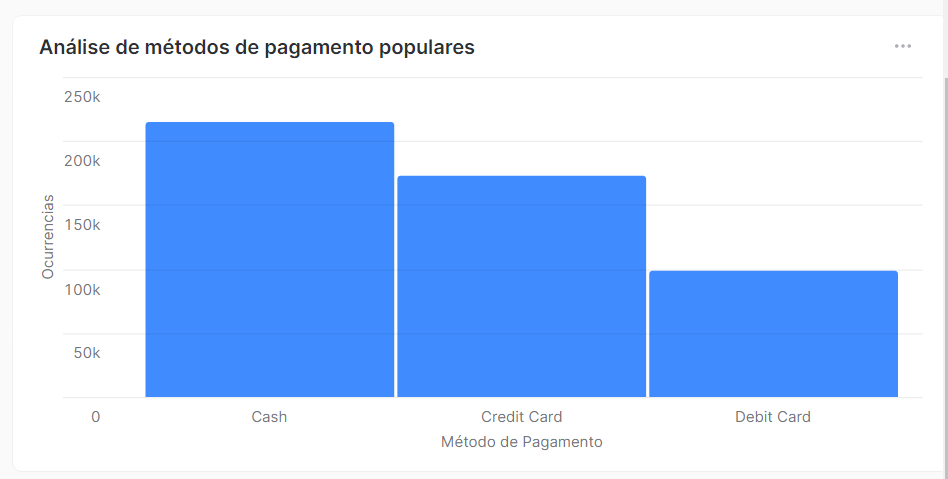 Análise de métodos de pagamento populares
250k
200k
150k
100k
50k
0
Ocurrencias
Cash
Credit Card
Debit Card
Método de Pagamento